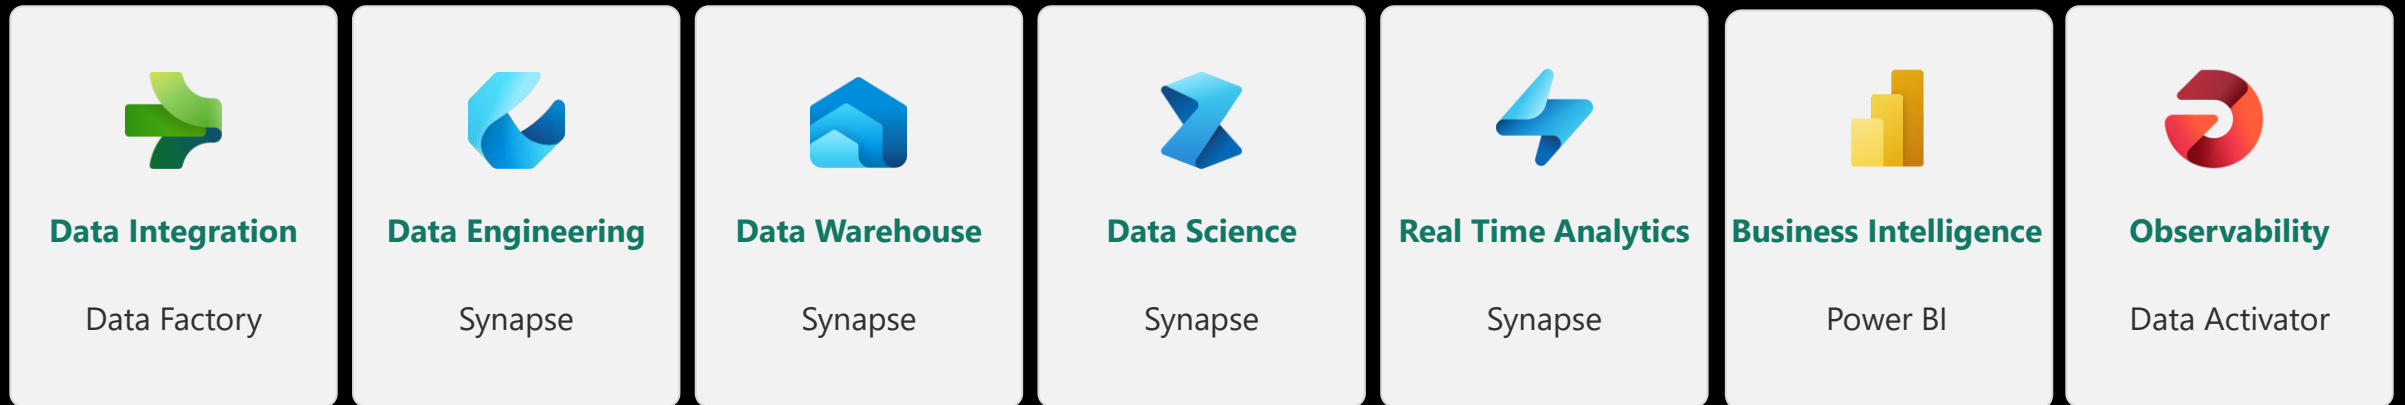 Data Integration
Data Factory
Data Engineering
Synapse
Data Warehouse
Synapse
Data Science
Synapse
Real Time Analytics
Synapse
Business Intelligence
Power BI
Observability
Data Activator